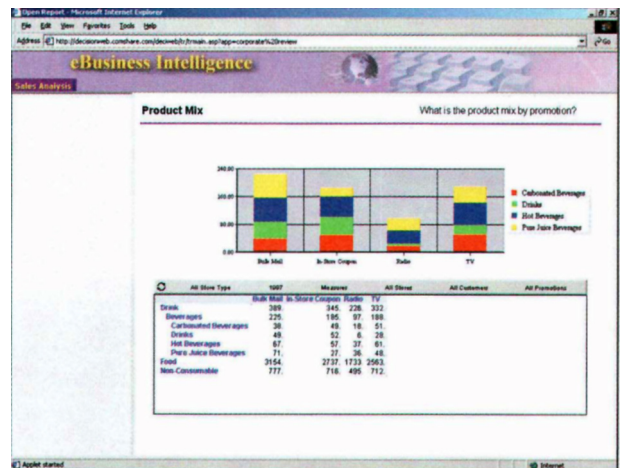 Open Report - Microsoft Internet Explorer
File Edit View Favorites Tools Help
Address http://decisionweb.comshare.com/deciweb/tr/trmain.asp?app=corporate%20review Go
eBusiness Intelligence
Sales Analysis
Product Mix What is the product mix by promotion?
240.00
160.00
80.00
0.00
Bulk Mail In-Store Coupon Radio TV
Carbonated Beverages
Drinks
Hot Beverages
Pure Juice Beverages
All Store Type 1997 Measures All Stores All Customers All Promotions
Bulk Mail In-Store Coupon Radio TV
Drink 389. 345. 226. 332.
Beverages 225. 185. 97. 188.
Carbonated Beverages 38. 49. 18. 51.
Drinks 49. 52. 6. 28.
Hot Beverages 67. 57. 37. 61.
Pure Juice Beverages 71. 27. 36. 48.
Food 3154. 2737. 1733 2563.
Non-Consumable 777. 716. 495 712.
Applet started Internet